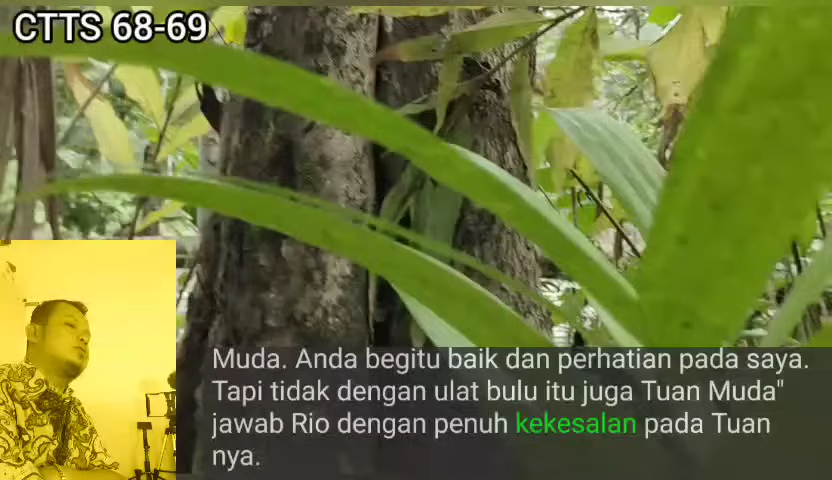 CTTS 68-69
Muda. Anda begitu baik dan perhatian pada saya.
Tapi tidak dengan ulat bulu itu juga Tuan Muda"
jawab Rio dengan penuh kekesalan pada Tuan
nya.